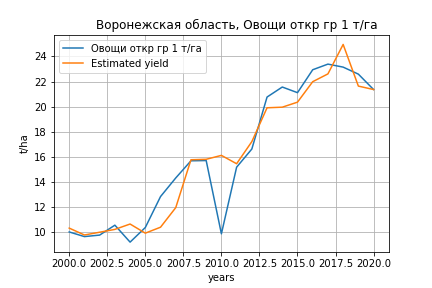 Воронежская область, Овощи откр гр 1 т/га
Овощи откр гр 1 т/га
Estimated yield
24
22
20
18
16
14
12
10
t/ha
2000.0 2002.5 2005.0 2007.5 2010.0 2012.5 2015.0 2017.5 2020.0
years